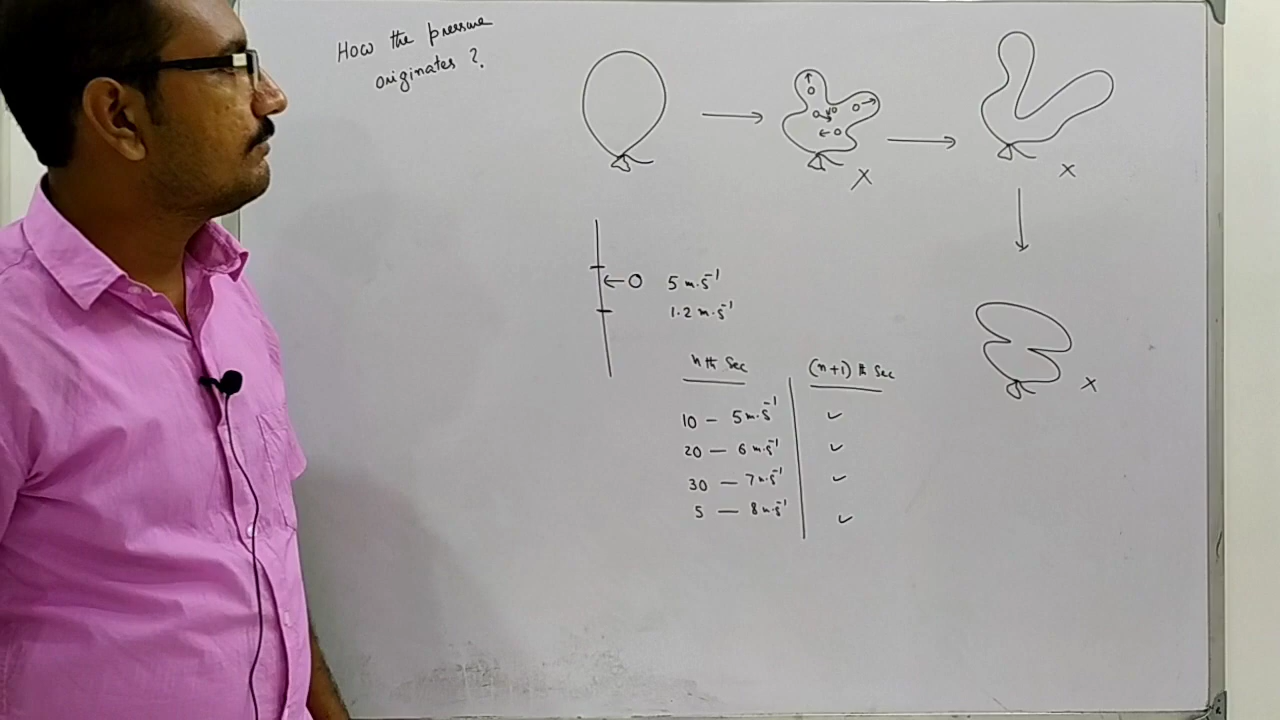 How the pressure
originates ?.
X
X
5 m.s⁻¹
1.2 m.s⁻¹
nth Sec (n+1)th Sec
10 — 5 m.s⁻¹ ✓
20 — 6 m.s⁻¹ ✓
30 — 7 m.s⁻¹ ✓
5 — 8 m.s⁻¹ ✓
X